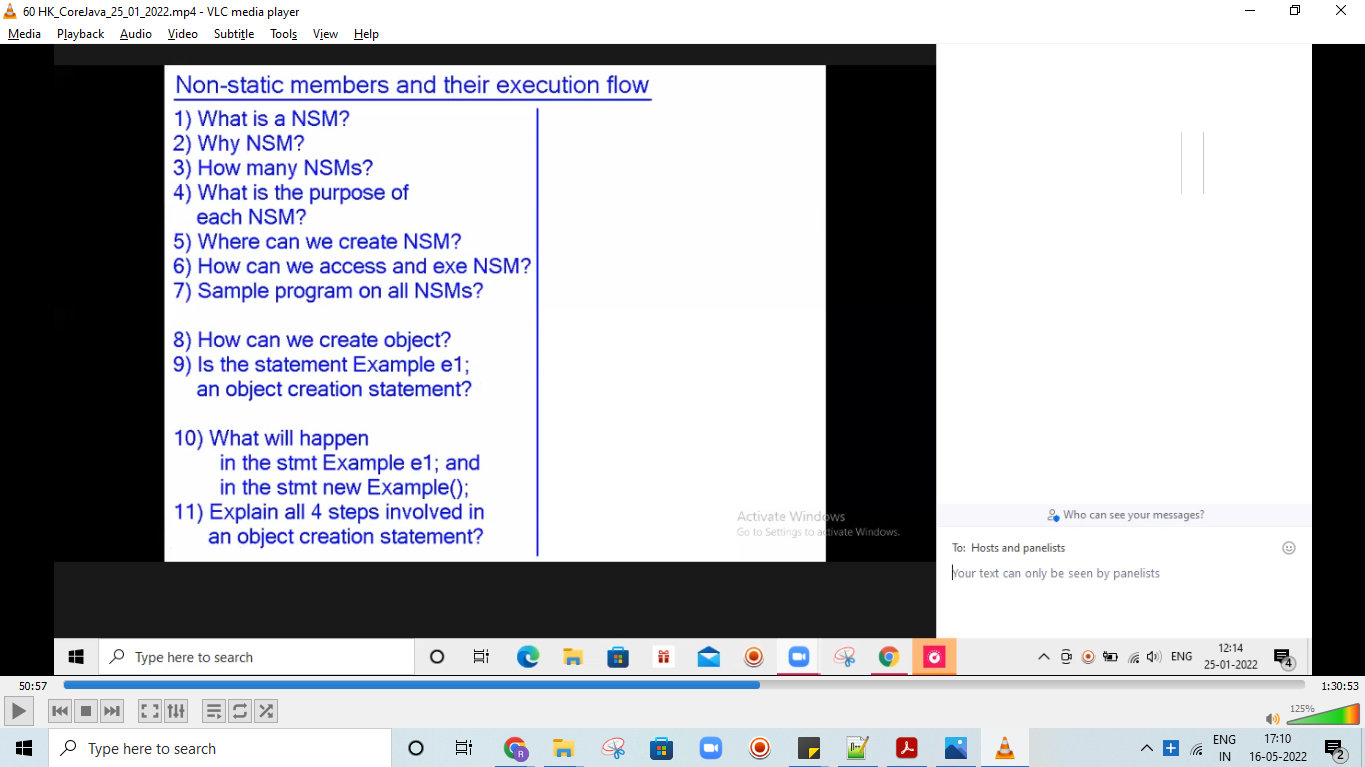 60 HK_CoreJava_25_01_2022.mp4 - VLC media player
Media Playback Audio Video Subtitle Tools View Help
Non-static members and their execution flow
1) What is a NSM?
2) Why NSM?
3) How many NSMs?
4) What is the purpose of
each NSM?
5) Where can we create NSM?
6) How can we access and exe NSM?
7) Sample program on all NSMs?
8) How can we create object?
9) Is the statement Example e1;
an object creation statement?
10) What will happen
in the stmt Example e1; and
in the stmt new Example();
11) Explain all 4 steps involved in
an object creation statement?
Activate Windows
Go to Settings to activate Windows.
Who can see your messages?
To: Hosts and panelists
Your text can only be seen by panelists
Type here to search
ENG
12:14
25-01-2022
4
50:57
1:30:53
125%
Type here to search
R
ENG
IN
17:10
16-05-2022
2